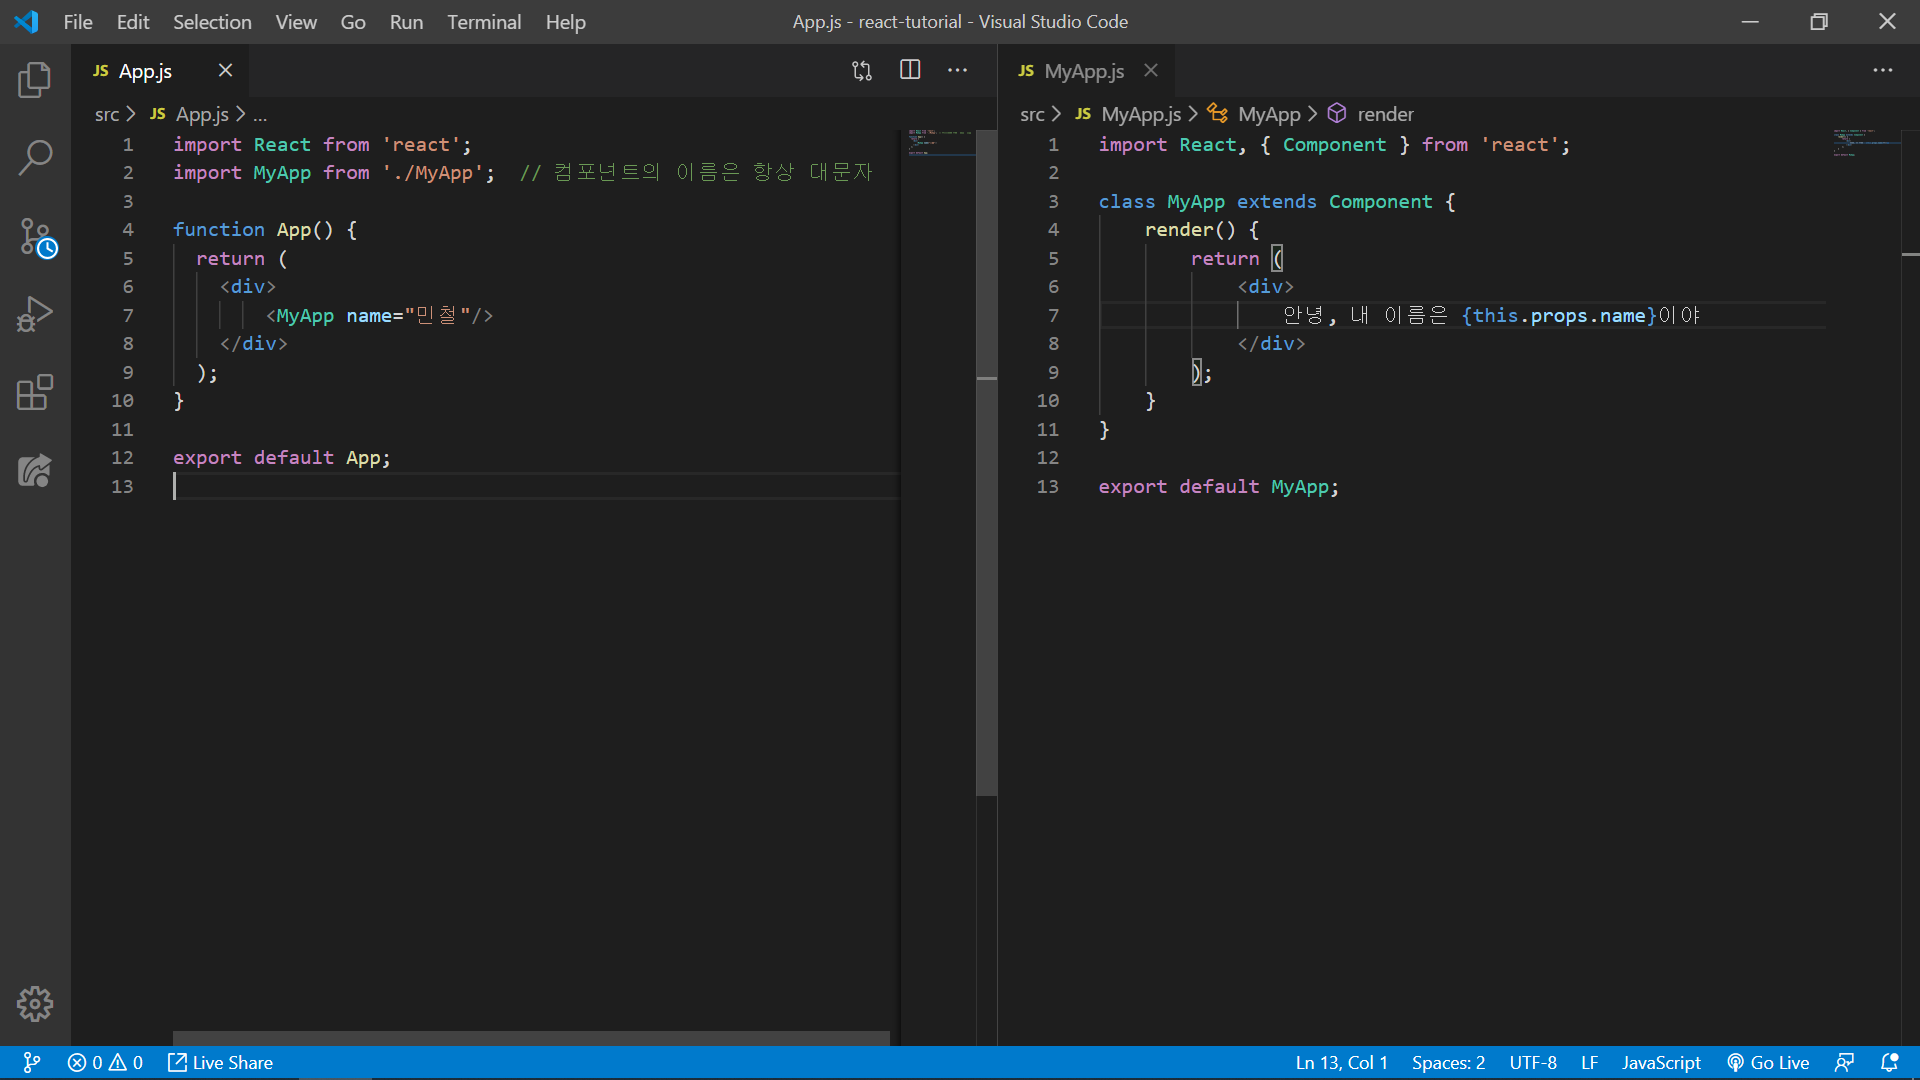 File Edit Selection View Go Run Terminal Help
App.js - react-tutorial - Visual Studio Code
JS App.js
src > JS App.js > ...
1 import React from 'react';
2 import MyApp from './MyApp';  // 컴포넌트의 이름은 항상 대문자
3
4 function App() {
5   return (
6     <div>
7         <MyApp name="민철"/>
8     </div>
9   );
10 }
11
12 export default App;
13
JS MyApp.js
src > JS MyApp.js > MyApp > render
1 import React, { Component } from 'react';
2
3 class MyApp extends Component {
4     render() {
5         return (
6             <div>
7                 안녕, 내 이름은 {this.props.name}이야
8             </div>
9         );
10     }
11 }
12
13 export default MyApp;
0 0 Live Share
Ln 13, Col 1 Spaces: 2 UTF-8 LF JavaScript Go Live